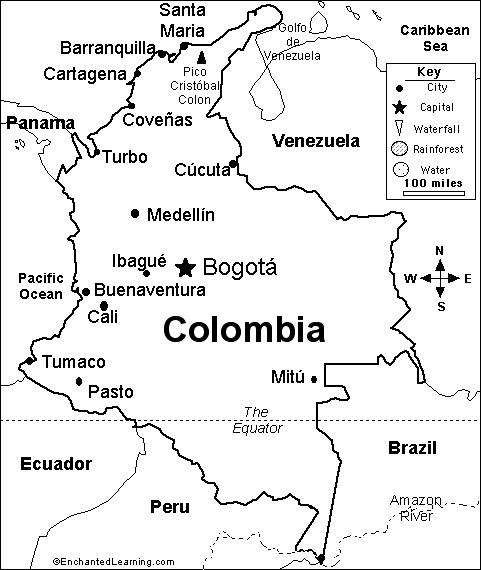 Santa
Maria
Golfo
de
Venezuela
Caribbean
Sea
Barranquilla
Cartagena
Pico
Cristóbal
Colon
Key
City
Capital
Waterfall
Rainforest
Water
100 miles
Panama
Coveñas
Turbo
Venezuela
Cúcuta
Medellín
Ibagué
Bogotá
N
W E
S
Pacific
Ocean
Buenaventura
Cali
Colombia
Tumaco
Pasto
Mitú
The
Equator
Ecuador
Brazil
Peru
Amazon
River
©EnchantedLearning.com